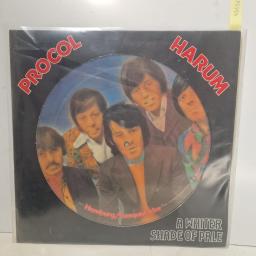 PROCOL
HARUM
A WHITER
SHADE OF PALE